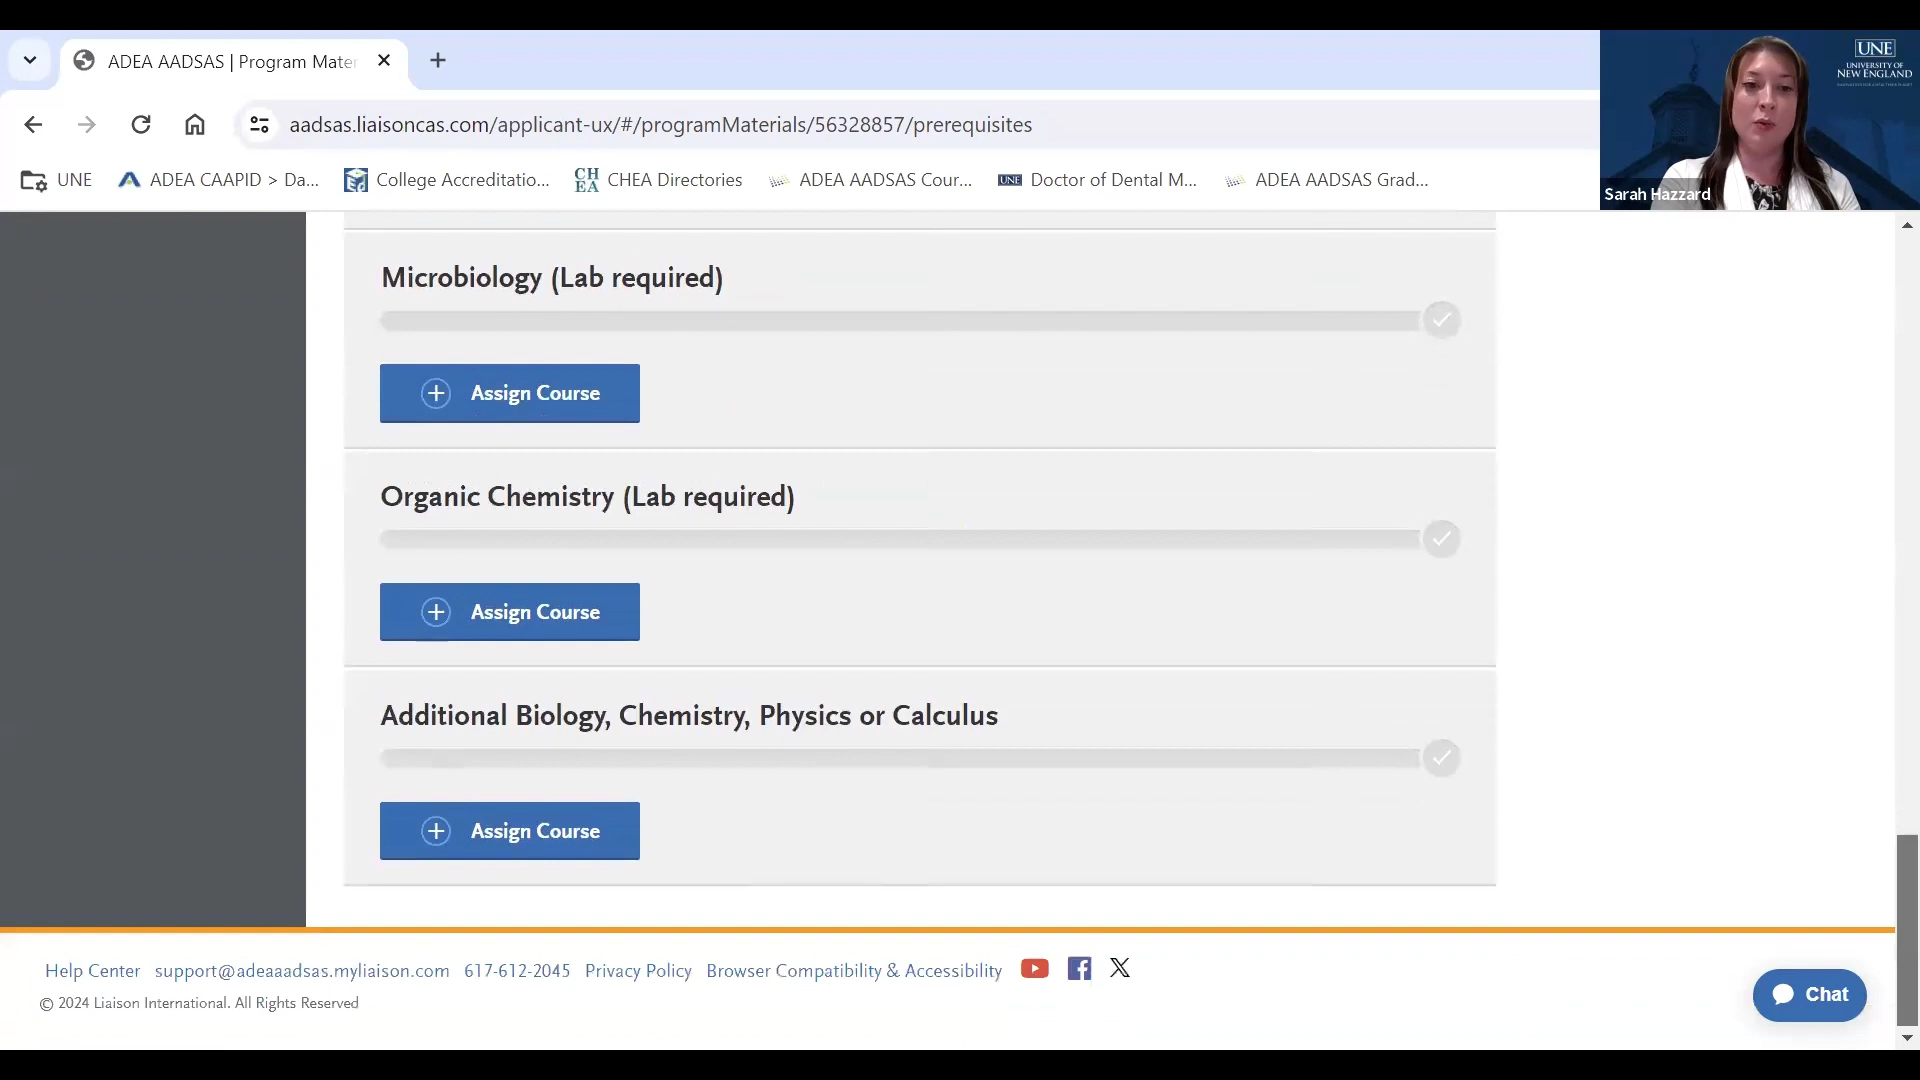 ADEA AADSAS | Program Mater
aadsas.liaisoncas.com/applicant-ux/#/programMaterials/56328857/prerequisites
UNE
ADEA CAAPID > Da...
College Accreditatio...
CHEA Directories
ADEA AADSAS Cour...
Doctor of Dental M...
ADEA AADSAS Grad...
UNE
UNIVERSITY OF
NEW ENGLAND
Sarah Hazzard
Microbiology (Lab required)
Assign Course
Organic Chemistry (Lab required)
Assign Course
Additional Biology, Chemistry, Physics or Calculus
Assign Course
Help Center support@adeaaadsas.myliaison.com 617-612-2045 Privacy Policy Browser Compatibility & Accessibility
© 2024 Liaison International. All Rights Reserved
Chat